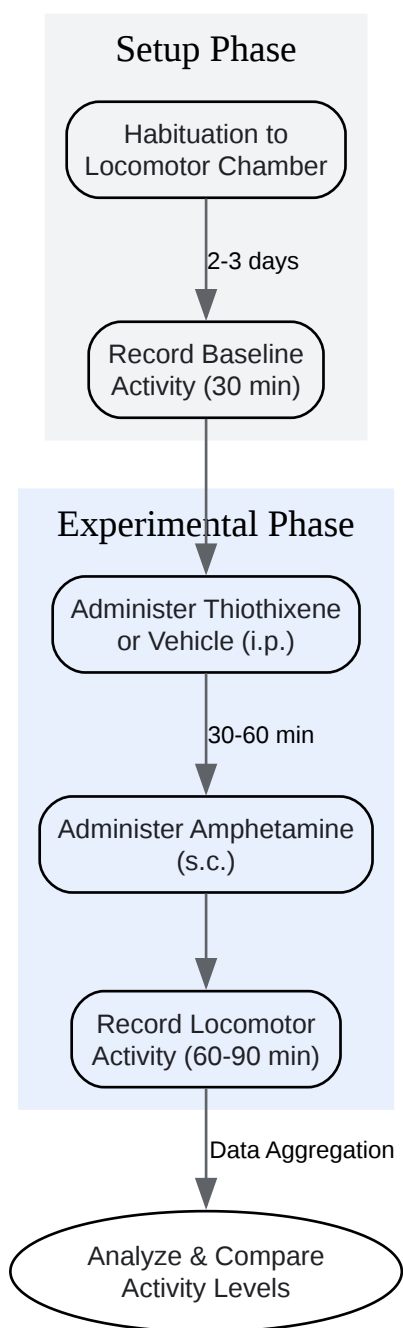 Setup Phase
Habituation to
Locomotor Chamber
2-3 days
Record Baseline
Activity (30 min)
Experimental Phase
Administer Thiothixene
or Vehicle (i.p.)
30-60 min
Administer Amphetamine
(s.c.)
Record Locomotor
Activity (60-90 min)
Data Aggregation
Analyze & Compare
Activity Levels